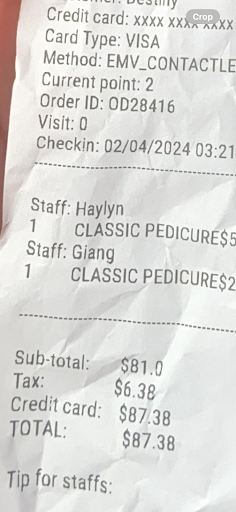 Destiny
Credit card: xxxx xxxx xxxx
Crop
Card Type: VISA
Method: EMV_CONTACTLE
Current point: 2
Order ID: OD28416
Visit: 0
Checkin: 02/04/2024 03:21
Staff: Haylyn
1 CLASSIC PEDICURE$5
Staff: Giang
1 CLASSIC PEDICURE$2
Sub-total: $81.0
Tax: $6.38
Credit card: $87.38
TOTAL: $87.38
Tip for staffs: